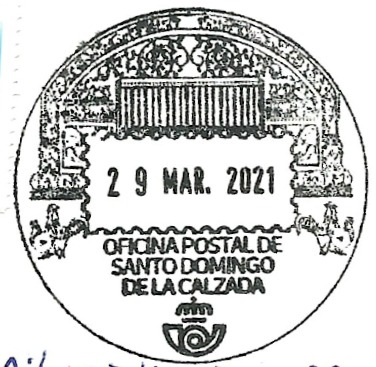 2 9 MAR. 2021
OFICINA POSTAL DE
SANTO DOMINGO
DE LA CALZADA